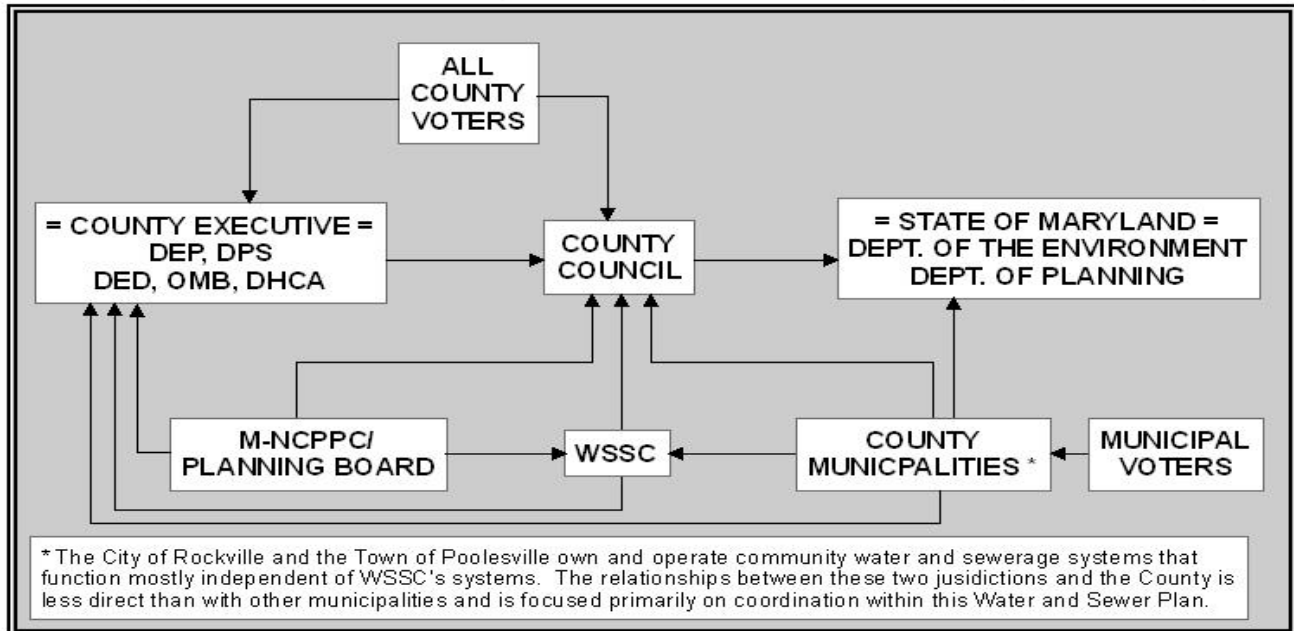 ALL
COUNTY
VOTERS
= COUNTY EXECUTIVE =
DEP, DPS
DED, OMB, DHCA
COUNTY
COUNCIL
= STATE OF MARYLAND =
DEPT. OF THE ENVIRONMENT
DEPT. OF PLANNING
M-NCPPC/
PLANNING BOARD
WSSC
COUNTY
MUNICPALITIES *
MUNICIPAL
VOTERS
* The City of Rockville and the Town of Poolesville own and operate community water and sewerage systems that
function mostly independent of WSSC's systems.  The relationships between these two jusidictions and the County is
less direct than with other municipalities and is focused primarily on coordination within this Water and Sewer Plan.